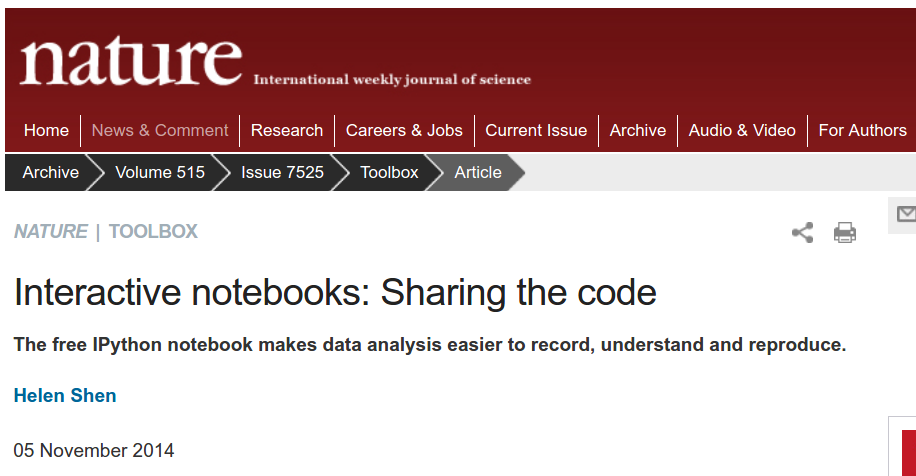 nature International weekly journal of science
Home News & Comment Research Careers & Jobs Current Issue Archive Audio & Video For Authors
Archive Volume 515 Issue 7525 Toolbox Article
NATURE | TOOLBOX
Interactive notebooks: Sharing the code
The free IPython notebook makes data analysis easier to record, understand and reproduce.
Helen Shen
05 November 2014